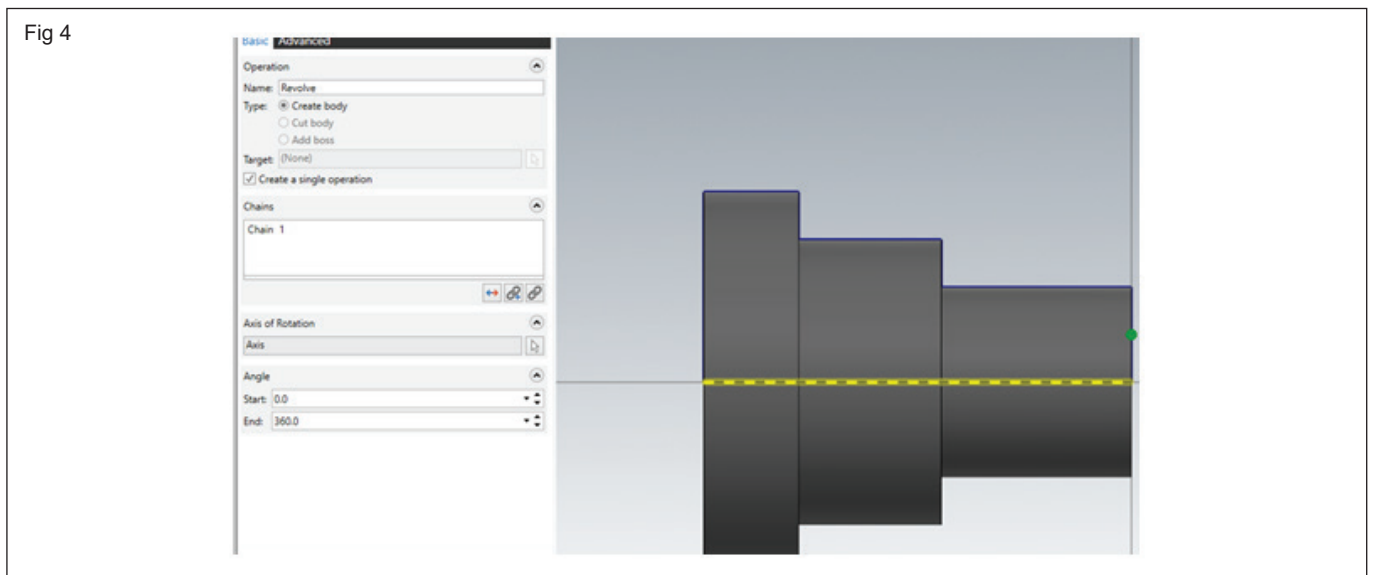 Fig 4
Basic Advanced
Operation
Name: Revolve
Type: Create body
Cut body
Add boss
Target: (None)
Create a single operation
Chains
Chain 1
Axis of Rotation
Axis
Angle
Start: 0.0
End: 360.0